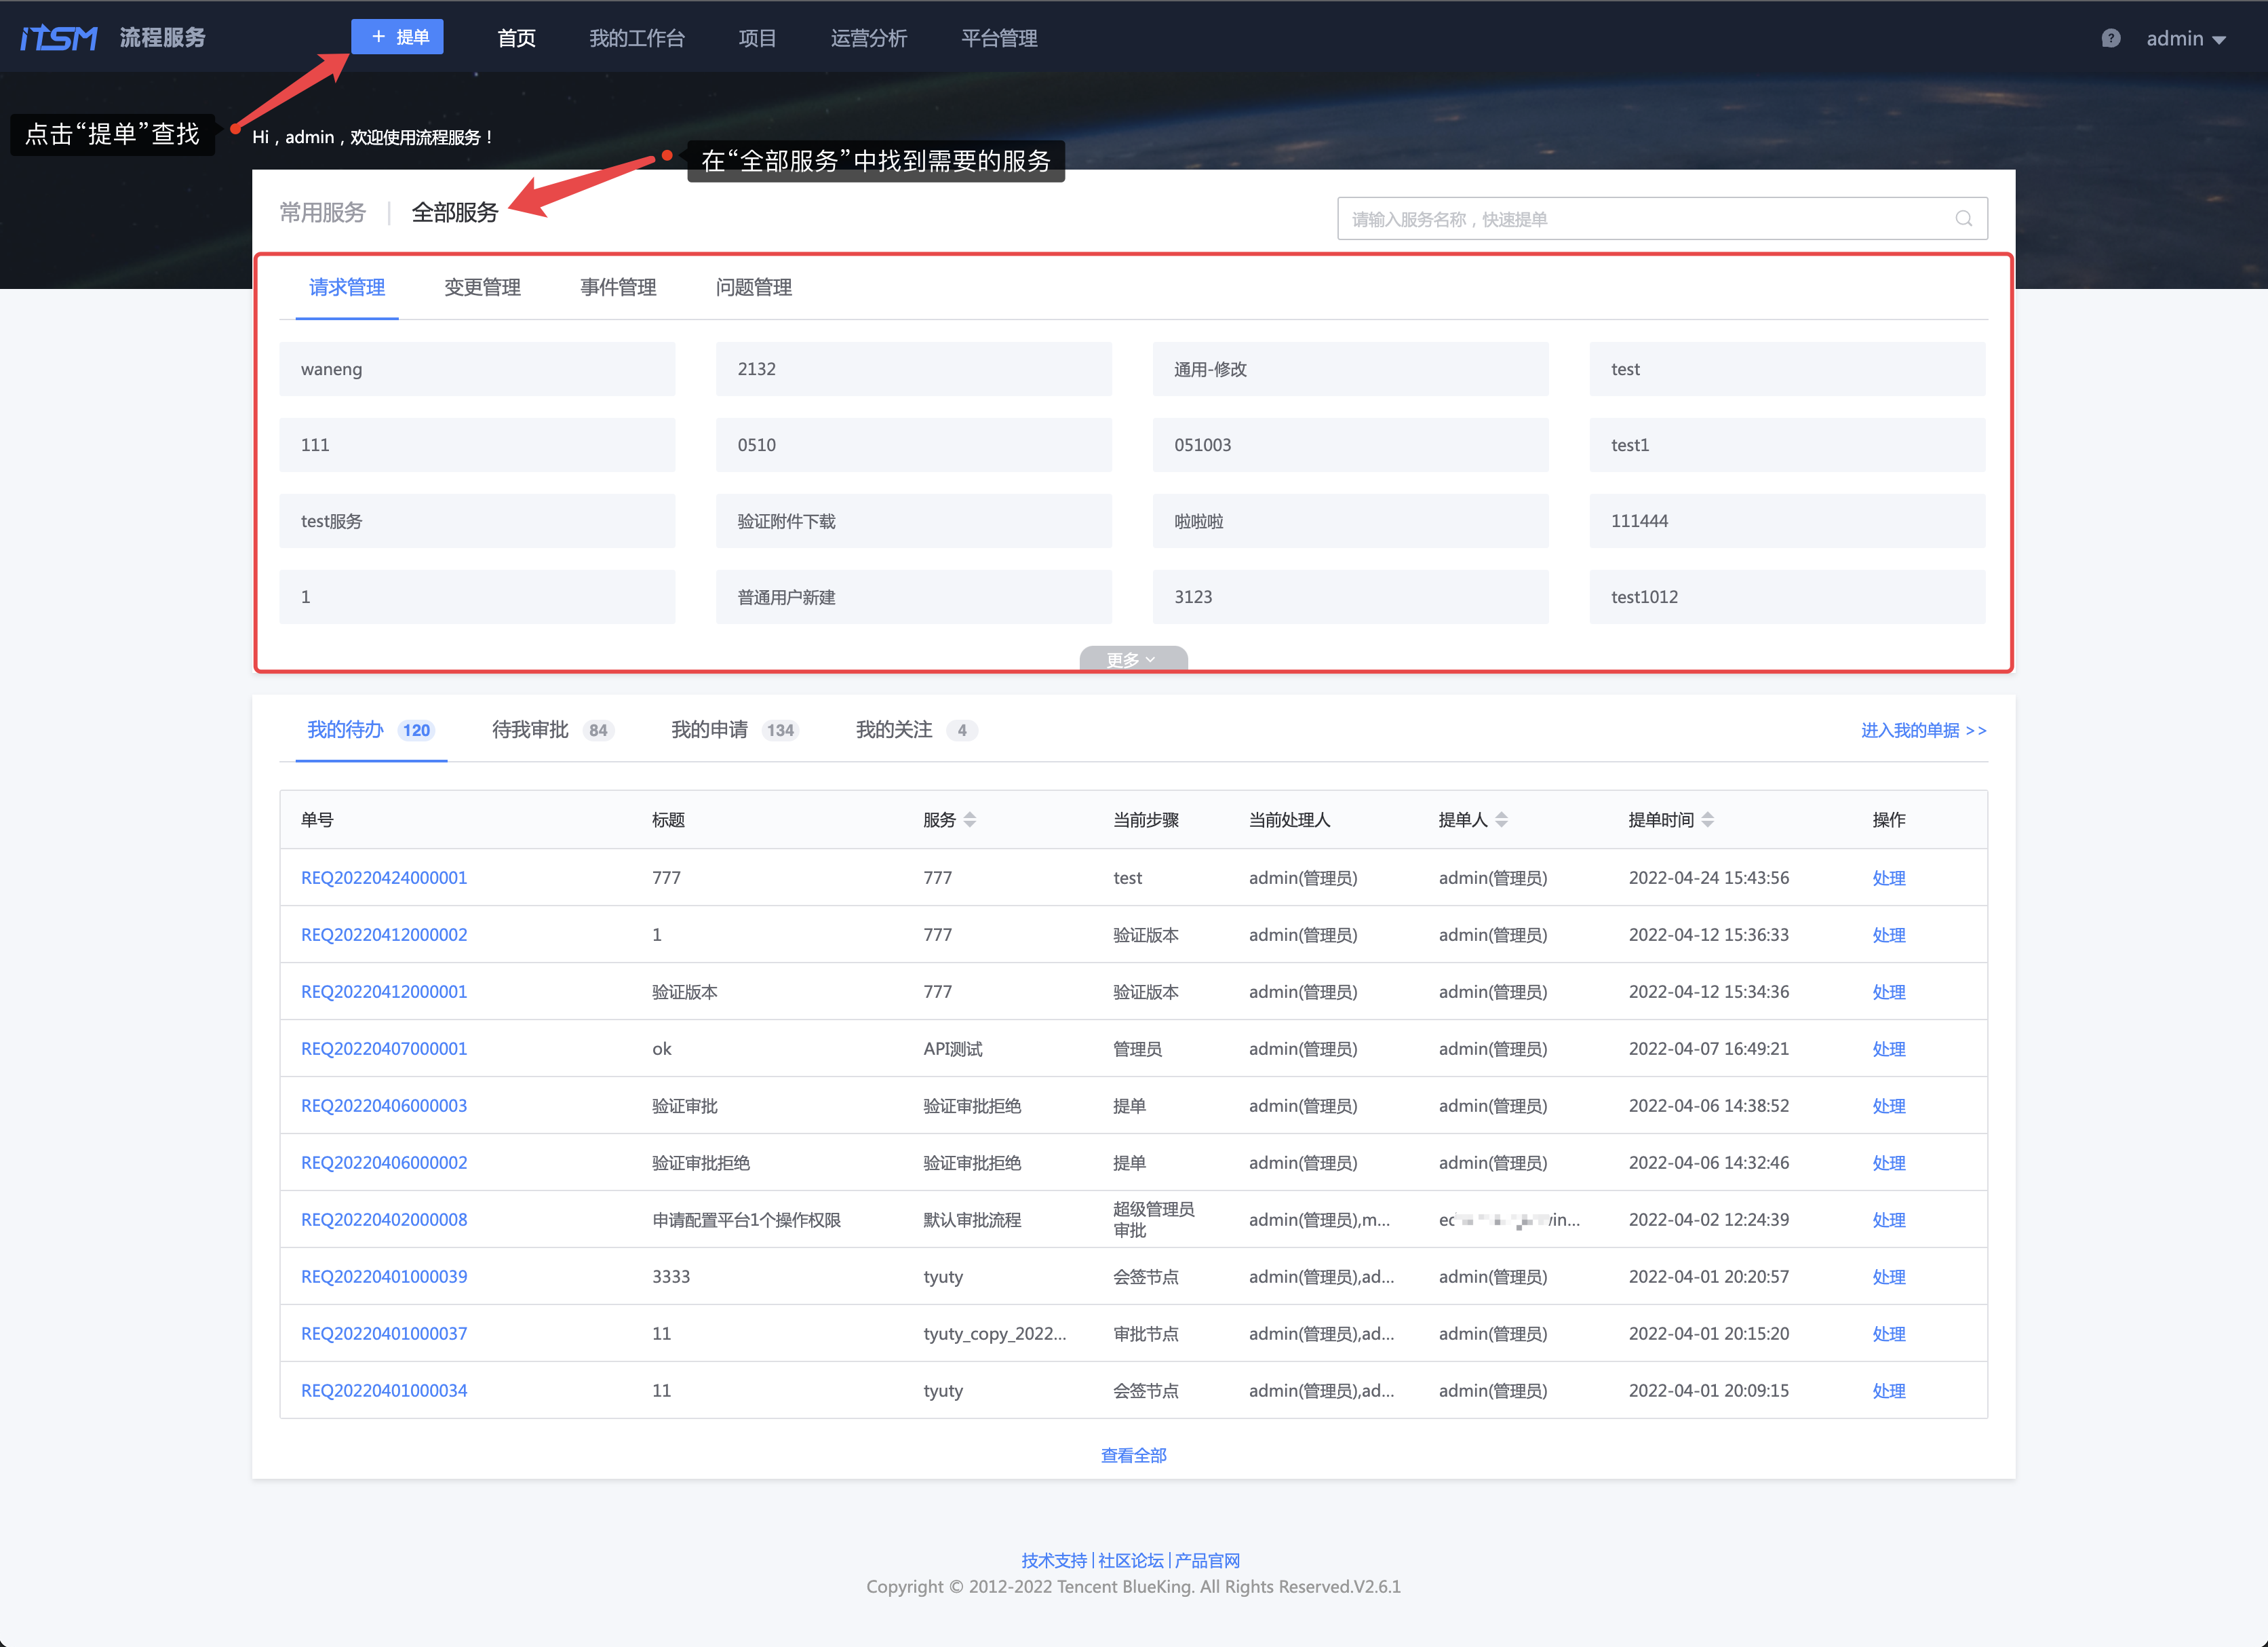 iTSM 流程服务 + 提单 首页 我的工作台 项目 运营分析 平台管理 ? admin
点击“提单”查找
Hi , admin , 欢迎使用流程服务！
在“全部服务”中找到需要的服务
常用服务 全部服务 请输入服务名称，快速提单
请求管理 变更管理 事件管理 问题管理
waneng 2132 通用-修改 test
111 0510 051003 test1
test服务 验证附件下载 啦啦啦 111444
1 普通用户新建 3123 test1012
更多
我的待办 120 待我审批 84 我的申请 134 我的关注 4 进入我的单据 >>
单号 标题 服务 当前步骤 当前处理人 提单人 提单时间 操作
REQ20220424000001 777 777 test admin(管理员) admin(管理员) 2022-04-24 15:43:56 处理
REQ20220412000002 1 777 验证版本 admin(管理员) admin(管理员) 2022-04-12 15:36:33 处理
REQ20220412000001 验证版本 777 验证版本 admin(管理员) admin(管理员) 2022-04-12 15:34:36 处理
REQ20220407000001 ok API测试 管理员 admin(管理员) admin(管理员) 2022-04-07 16:49:21 处理
REQ20220406000003 验证审批 验证审批拒绝 提单 admin(管理员) admin(管理员) 2022-04-06 14:38:52 处理
REQ20220406000002 验证审批拒绝 验证审批拒绝 提单 admin(管理员) admin(管理员) 2022-04-06 14:32:46 处理
REQ20220402000008 申请配置平台1个操作权限 默认审批流程 超级管理员审批 admin(管理员),m... 2022-04-02 12:24:39 处理
REQ20220401000039 3333 tyuty 会签节点 admin(管理员),ad... admin(管理员) 2022-04-01 20:20:57 处理
REQ20220401000037 11 tyuty_copy_2022... 审批节点 admin(管理员),ad... admin(管理员) 2022-04-01 20:15:20 处理
REQ20220401000034 11 tyuty 会签节点 admin(管理员),ad... admin(管理员) 2022-04-01 20:09:15 处理
查看全部
技术支持 | 社区论坛 | 产品官网
Copyright © 2012-2022 Tencent BlueKing. All Rights Reserved.V2.6.1